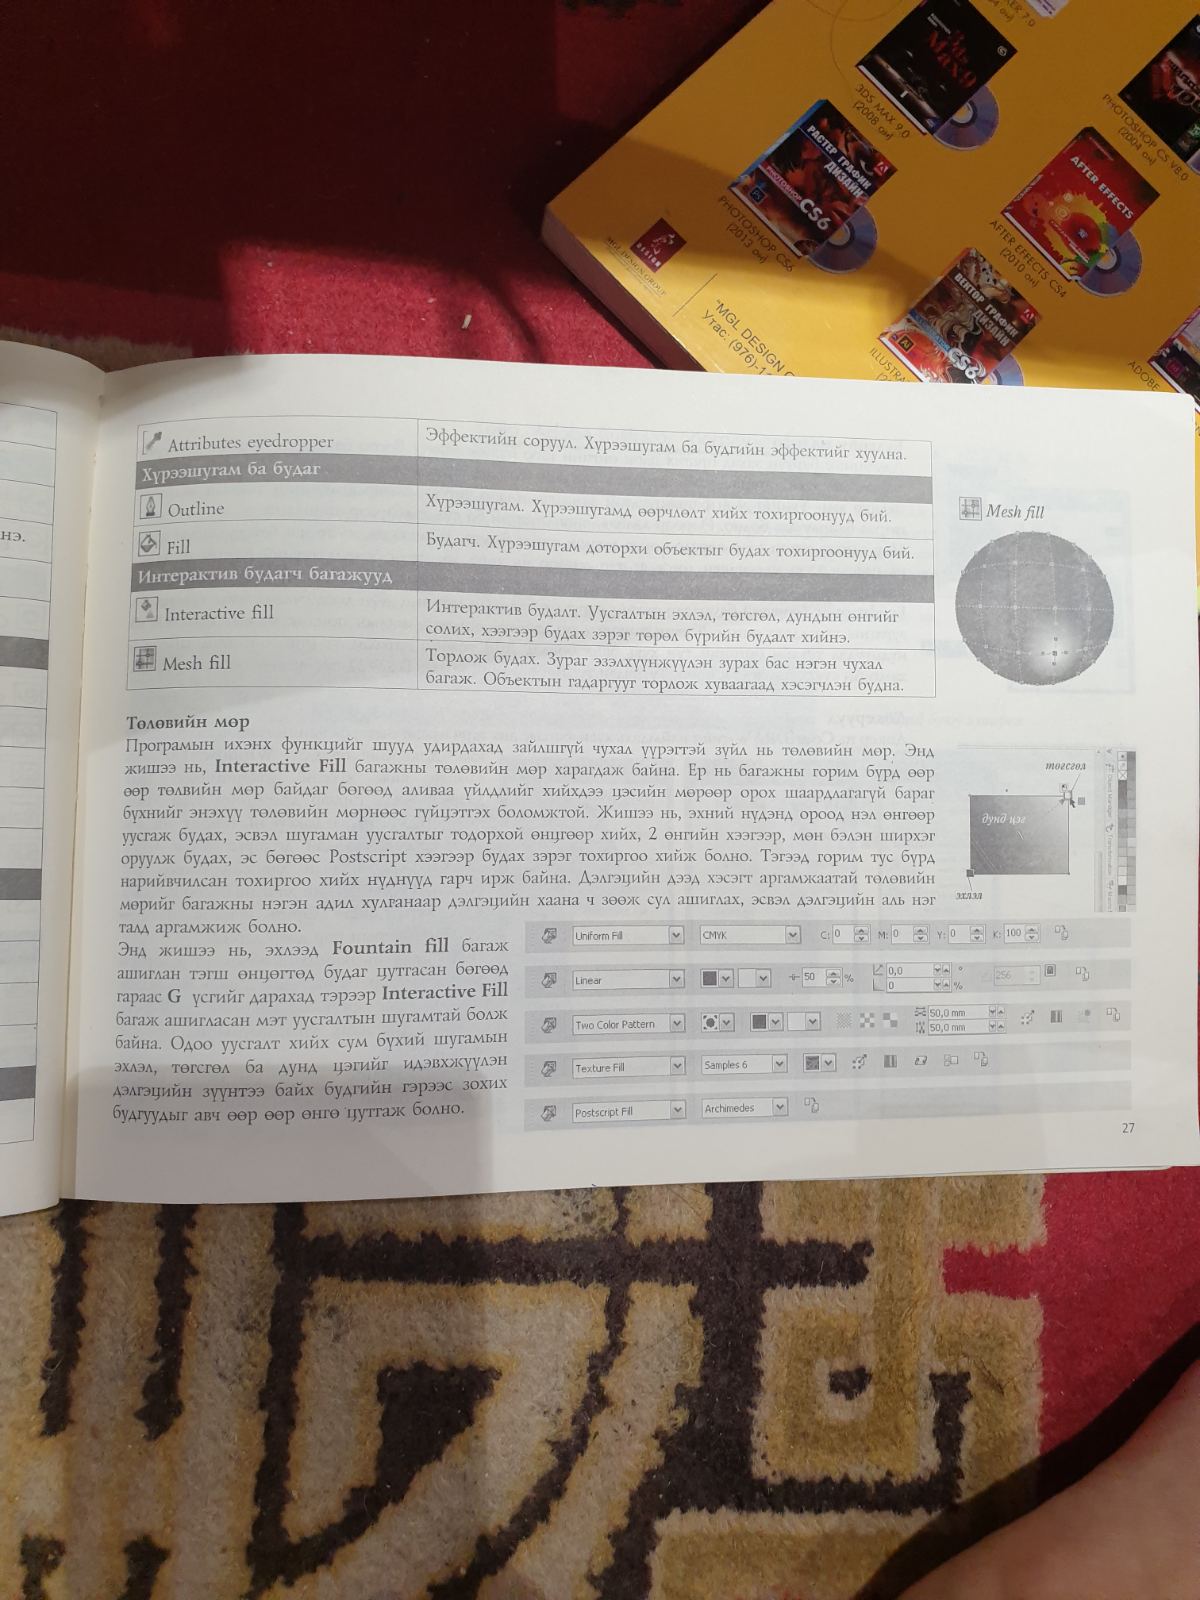 KER 7.0
3DS MAX 9.0
(2008 он)
PHOTOSHOP CS V8.0
(2004 он)
РАСТЕР ГРАФИК
ДИЗАЙН
PHOTOSHOP CS6
PHOTOSHOP CS6
(2013 он)
AFTER EFFECTS
AFTER EFFECTS CS4
(2010 он)
ВЕКТОР ГРАФИК
ДИЗАЙН
CS6
DESIGN
MGL DESIGN GROUP
"MGL DESIGN
Утас: (976)-1
ILLUSTRA
ADOBE
нэ.
Attributes eyedropper
Эффектийн соруул. Хүрээшугам ба будгийн эффектийг хуулна.
Хүрээшугам ба будаг
Outline
Хүрээшугам. Хүрээшугамд өөрчлөлт хийх тохиргоонууд бий.
Fill
Будагч. Хүрээшугам доторхи объектыг будах тохиргоонууд бий.
Интерактив будагч багажууд
Interactive fill
Интерактив будалт. Уусгалтын эхлэл, төгсгөл, дундын өнгийг
солих, хээгээр будах зэрэг төрөл бүрийн будалт хийнэ.
Mesh fill
Торлож будах. Зураг эзэлхүүнжүүлэн зурах бас нэгэн чухал
багаж. Объектын гадаргууг торлож хуваагаад хэсэгчлэн будна.
Mesh fill
Төлөвийн мөр
Програмын ихэнх функцийг шууд удирдахад зайлшгүй чухал үүрэгтэй зүйл нь төлөвийн мөр. Энд
жишээ нь, Interactive Fill багажны төлөвийн мөр харагдаж байна. Ер нь багажны горим бүрд өөр
өөр төлвийн мөр байдаг бөгөөд аливаа үйлдлийг хийхдээ цэсийн мөрөөр орох шаардлагагүй бараг
бүхнийг энэхүү төлөвийн мөрнөөс гүйцэтгэх боломжтой. Жишээ нь, эхний нүдэнд ороод нэл өнгөөр
уусгаж будах, эсвэл шугаман уусгалтыг тодорхой өнцгөөр хийх, 2 өнгийн хээгээр, мөн бэлэн ширхэг
оруулж будах, эс бөгөөс Postscript хээгээр будах зэрэг тохиргоо хийж болно. Тэгээд горим тус бүрд
нарийвчилсан тохиргоо хийх нүднүүд гарч ирж байна. Дэлгэцийн дээд хэсэгт аргамжаатай төлөвийн
мөрийг багажны нэгэн адил хулганаар дэлгэцийн хаана ч зөөж сул ашиглах, эсвэл дэлгэцийн аль нэг
талд аргамжиж болно.
төгсгөл
дунд цэг
эхлэл
Энд жишээ нь, эхлээд Fountain fill багаж
ашиглан тэгш өнцөгтөд будаг цутгасан бөгөөд
гараас G үсгийг дарахад тэрээр Interactive Fill
багаж ашигласан мэт уусгалтын шугамтай болж
байна. Одоо уусгалт хийх сум бүхий шугамын
эхлэл, төгсгөл ба дунд цэгийг идэвхжүүлэн
дэлгэцийн зүүнтээ байх будгийн гэрээс зохих
будгуудыг авч өөр өөр өнгө цутгаж болно.
Uniform Fill CMYK C: 0 M: 0 Y: 0 K: 100
Linear 50 % 0,0 ° 0 % 256
Two Color Pattern 50,0 mm 50,0 mm
Texture Fill Samples 6
Postscript Fill Archimedes
27